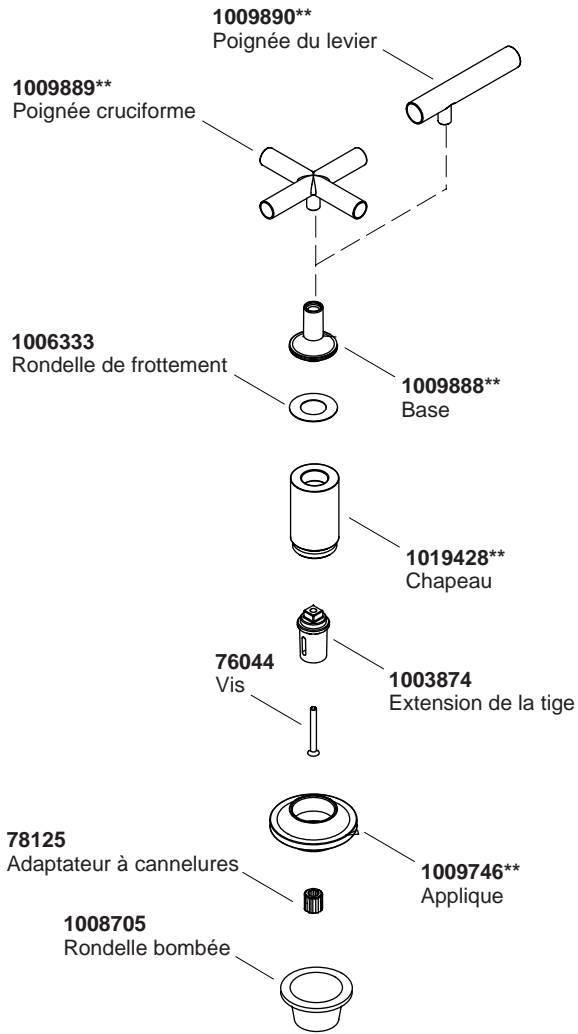 1009890**
Poignée du levier
1009889**
Poignée cruciforme
1006333
Rondelle de frottement
1009888**
Base
1019428**
Chapeau
76044
Vis
1003874
Extension de la tige
78125
Adaptateur à cannelures
1009746**
Applique
1008705
Rondelle bombée